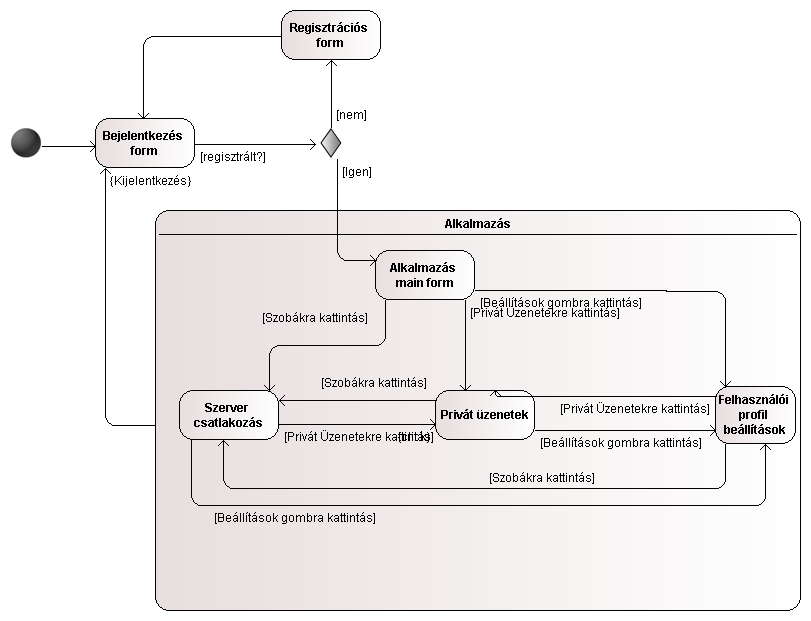 Regisztrációs
form
[nem]
Bejelentkezés
form
[regisztrált?]
[Igen]
{Kijelentkezés}
Alkalmazás
Alkalmazás
main form
[Beállítások gombra kattintás]
[Privát Üzenetekre kattintás]
[Szobákra kattintás]
[Szobákra kattintás]
Szerver
csatlakozás
Privát üzenetek
Felhasználói
profil
beállítások
[Privát Üzenetekre kattintás]
[Privát Üzenetekre kattintás]
[Beállítások gombra kattintás]
[Szobákra kattintás]
[Beállítások gombra kattintás]